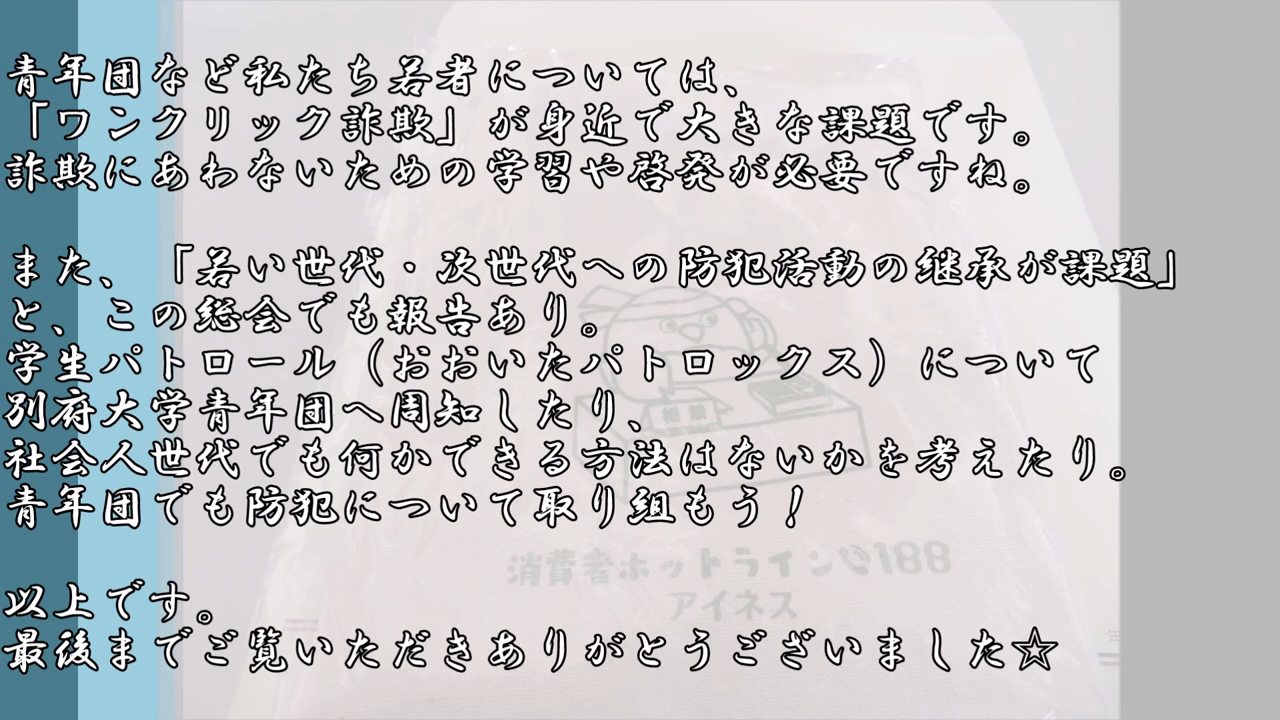 青年団など私たち若者については、
「ワンクリック詐欺」が身近で大きな課題です。
詐欺にあわないための学習や啓発が必要ですね。
また、「若い世代・次世代への防犯活動の継承が課題」
と、この総会でも報告あり。
学生パトロール（おおいたパトロックス）について
別府大学青年団へ周知したり、
社会人世代でも何かできる方法はないかを考えたり。
青年団でも防犯について取り組もう！
相談
消費者ホットライン188
アイネス
以上です。
最後までご覧いただきありがとうございました☆